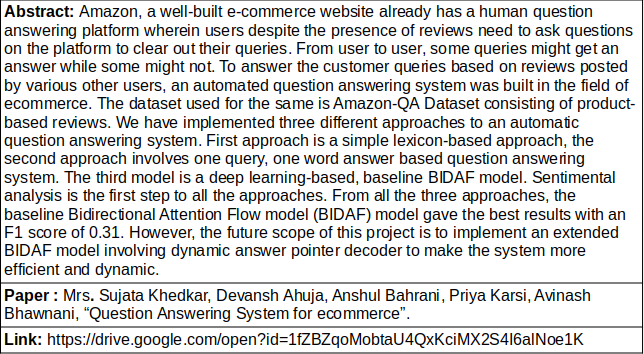 Abstract: Amazon, a well-built e-commerce website already has a human question
answering platform wherein users despite the presence of reviews need to ask questions
on the platform to clear out their queries. From user to user, some queries might get an
answer while some might not. To answer the customer queries based on reviews posted
by various other users, an automated question answering system was built in the field of
ecommerce. The dataset used for the same is Amazon-QA Dataset consisting of product-
based reviews. We have implemented three different approaches to an automatic
question answering system. First approach is a simple lexicon-based approach, the
second approach involves one query, one word answer based question answering
system. The third model is a deep learning-based, baseline BIDAF model. Sentimental
analysis is the first step to all the approaches. From all the three approaches, the
baseline Bidirectional Attention Flow model (BIDAF) model gave the best results with an
F1 score of 0.31. However, the future scope of this project is to implement an extended
BIDAF model involving dynamic answer pointer decoder to make the system more
efficient and dynamic.
Paper : Mrs. Sujata Khedkar, Devansh Ahuja, Anshul Bahrani, Priya Karsi, Avinash
Bhawnani, “Question Answering System for ecommerce”.
Link: https://drive.google.com/open?id=1fZBZqoMobtaU4QxKciMX2S4I6alNoe1K